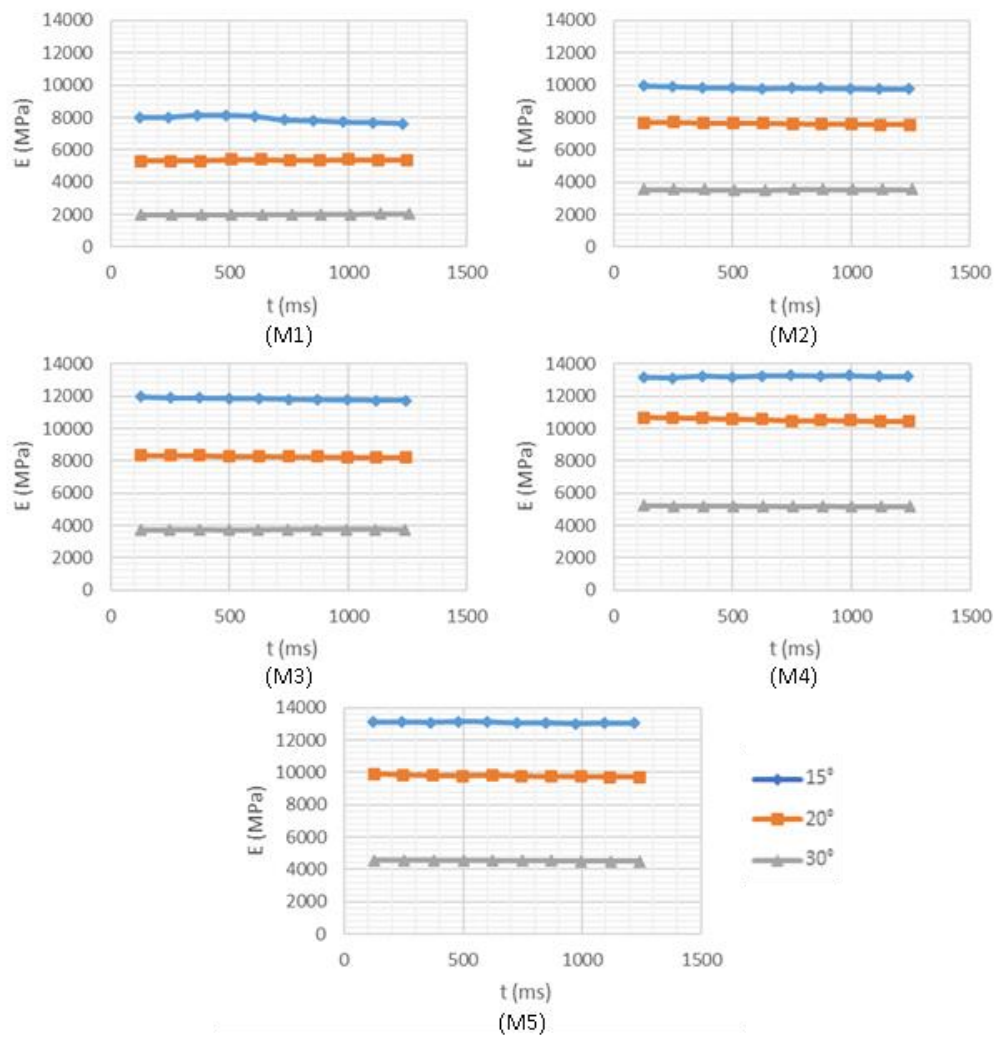 14000 14000
12000 12000
10000 10000
8000 8000
6000 6000
4000 4000
2000 2000
0 0
E (MPa) E (MPa)
0 500 1000 1500 0 500 1000 1500
t (ms) t (ms)
(M1) (M2)
14000 14000
12000 12000
10000 10000
8000 8000
6000 6000
4000 4000
2000 2000
0 0
E (MPa) E (MPa)
0 500 1000 1500 0 500 1000 1500
t (ms) t (ms)
(M3) (M4)
14000
12000
10000
8000
6000
4000
2000
0
E (MPa)
0 500 1000 1500
t (ms)
(M5)
15º
20º
30º